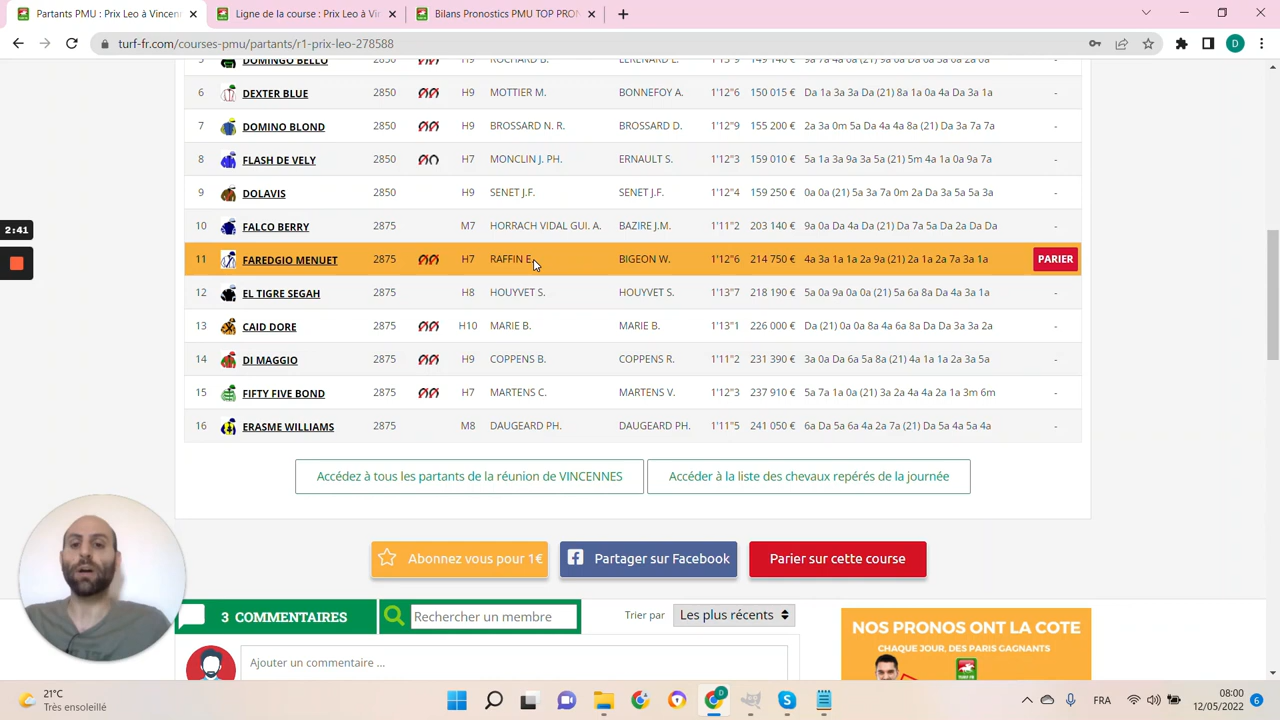 Partants PMU : Prix Leo à Vincenn
Ligne de la course : Prix Leo à Vi
Bilans Pronostics PMU TOP PRON
turf-fr.com/courses-pmu/partants/r1-prix-leo-278588
D
6 DEXTER BLUE 2850 H9 MOTTIER M. BONNEFOY A. 1'12"6 150 015 € Da 1a 3a 3a Da (21) 8a 1a 0a 4a Da 3a 1a -
7 DOMINO BLOND 2850 H9 BROSSARD N. R. BROSSARD D. 1'12"9 155 200 € 2a 3a 0m 5a Da 4a 4a 8a (21) Da 3a 7a 7a -
8 FLASH DE VELY 2850 H7 MONCLIN J. PH. ERNAULT S. 1'12"3 159 010 € 5a 1a 3a 9a 3a 5a (21) 5m 4a 1a 0a 9a 7a -
9 DOLAVIS 2850 H9 SENET J.F. SENET J.F. 1'12"4 159 250 € 0a 0a (21) 5a 3a 7a 0m 2a Da 3a 5a 5a 3a -
10 FALCO BERRY 2875 M7 HORRACH VIDAL GUI. A. BAZIRE J.M. 1'11"2 203 140 € 9a 0a Da 4a Da (21) Da 7a 5a Da 2a Da Da -
11 FAREDGIO MENUET 2875 H7 RAFFIN E. BIGEON W. 1'12"6 214 750 € 4a 3a 1a 1a 2a 9a (21) 2a 1a 2a 7a 3a 1a PARIER
12 EL TIGRE SEGAH 2875 H8 HOUYVET S. HOUYVET S. 1'13"7 218 190 € 5a 0a 9a 0a 0a (21) 5a 6a 8a Da 4a 3a 1a -
13 CAID DORE 2875 H10 MARIE B. MARIE B. 1'13"1 226 000 € Da (21) 0a 0a 8a 4a 6a 8a Da Da 3a 3a 2a -
14 DI MAGGIO 2875 H9 COPPENS B. COPPENS R. 1'11"2 231 390 € 3a 0a Da 6a 5a 8a (21) 4a 1a 1a 2a 3a 5a -
15 FIFTY FIVE BOND 2875 H7 MARTENS C. MARTENS V. 1'12"3 237 910 € 5a 7a 1a 0a (21) 3a 2a 4a 4a 2a 1a 3m 6m -
16 ERASME WILLIAMS 2875 M8 DAUGEARD PH. DAUGEARD PH. 1'11"5 241 050 € 6a Da 5a 6a 4a 2a 7a (21) Da 5a 4a 5a 4a -
2:41
Accédez à tous les partants de la réunion de VINCENNES
Accéder à la liste des chevaux repérés de la journée
Abonnez vous pour 1€
Partager sur Facebook
Parier sur cette course
3 COMMENTAIRES
Rechercher un membre
Trier par Les plus récents
Ajouter un commentaire ...
NOS PRONOS ONT LA COTE
CHAQUE JOUR, DES PARIS GAGNANTS
21°C
Très ensoleillé
FRA
08:00
12/05/2022
6